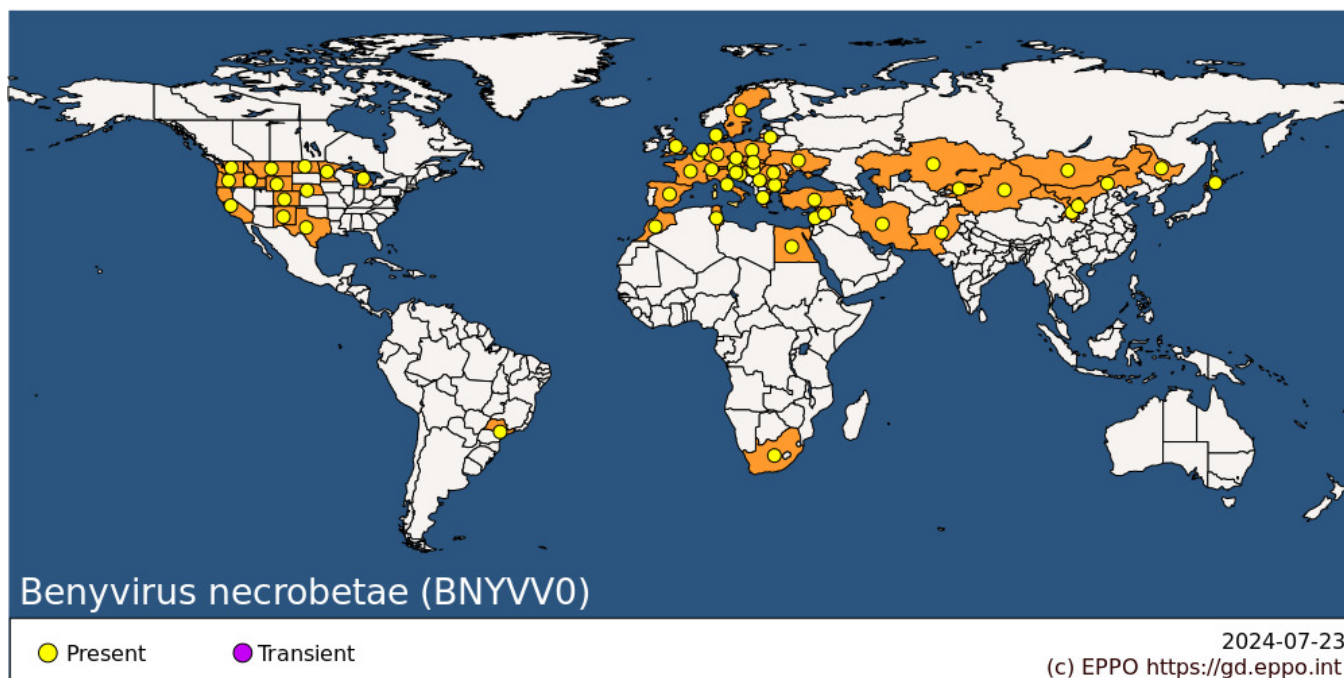 Benyvirus necrobetae (BNYVV0)
Present
Transient
2024-07-23
(c) EPPO https://gd.eppo.int